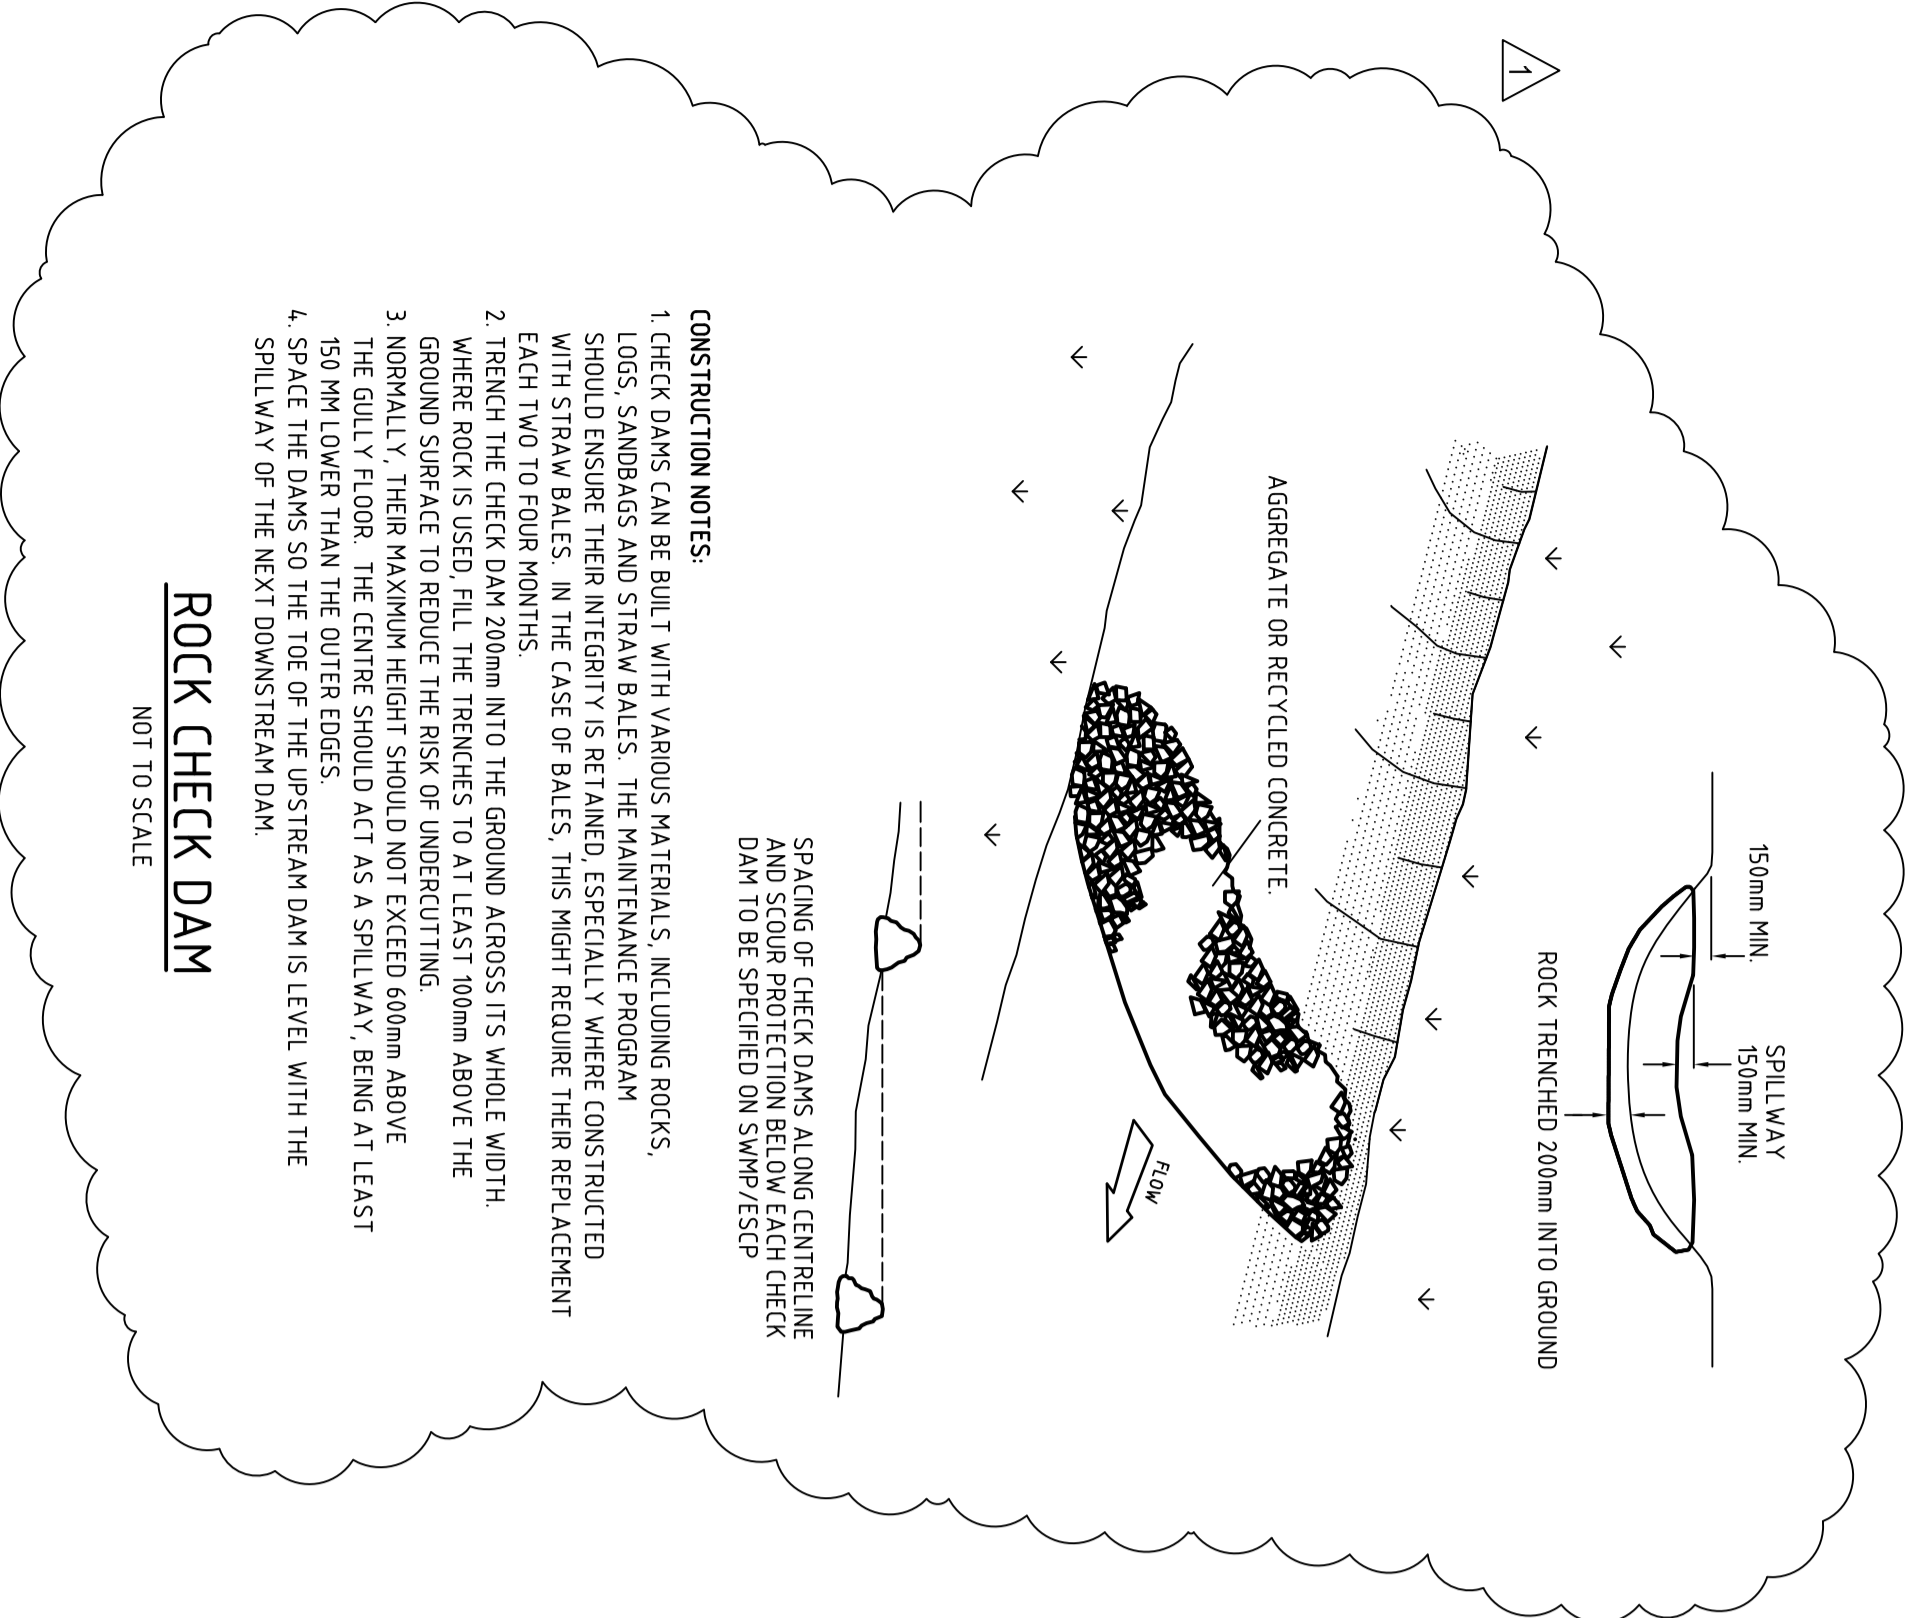 1
150mm MIN.
SPILLWAY
150mm MIN.
ROCK TRENCHED 200mm INTO GROUND
AGGREGATE OR RECYCLED CONCRETE.
FLOW
SPACING OF CHECK DAMS ALONG CENTRELINE
AND SCOUR PROTECTION BELOW EACH CHECK
DAM TO BE SPECIFIED ON SWMP/ESCP
CONSTRUCTION NOTES:
1. CHECK DAMS CAN BE BUILT WITH VARIOUS MATERIALS, INCLUDING ROCKS,
LOGS, SANDBAGS AND STRAW BALES. THE MAINTENANCE PROGRAM
SHOULD ENSURE THEIR INTEGRITY IS RETAINED, ESPECIALLY WHERE CONSTRUCTED
WITH STRAW BALES. IN THE CASE OF BALES, THIS MIGHT REQUIRE THEIR REPLACEMENT
EACH TWO TO FOUR MONTHS.
2. TRENCH THE CHECK DAM 200mm INTO THE GROUND ACROSS ITS WHOLE WIDTH.
WHERE ROCK IS USED, FILL THE TRENCHES TO AT LEAST 100mm ABOVE THE
GROUND SURFACE TO REDUCE THE RISK OF UNDERCUTTING.
3. NORMALLY, THEIR MAXIMUM HEIGHT SHOULD NOT EXCEED 600mm ABOVE
THE GULLY FLOOR. THE CENTRE SHOULD ACT AS A SPILLWAY, BEING AT LEAST
150 MM LOWER THAN THE OUTER EDGES.
4. SPACE THE DAMS SO THE TOE OF THE UPSTREAM DAM IS LEVEL WITH THE
SPILLWAY OF THE NEXT DOWNSTREAM DAM.
ROCK CHECK DAM
NOT TO SCALE